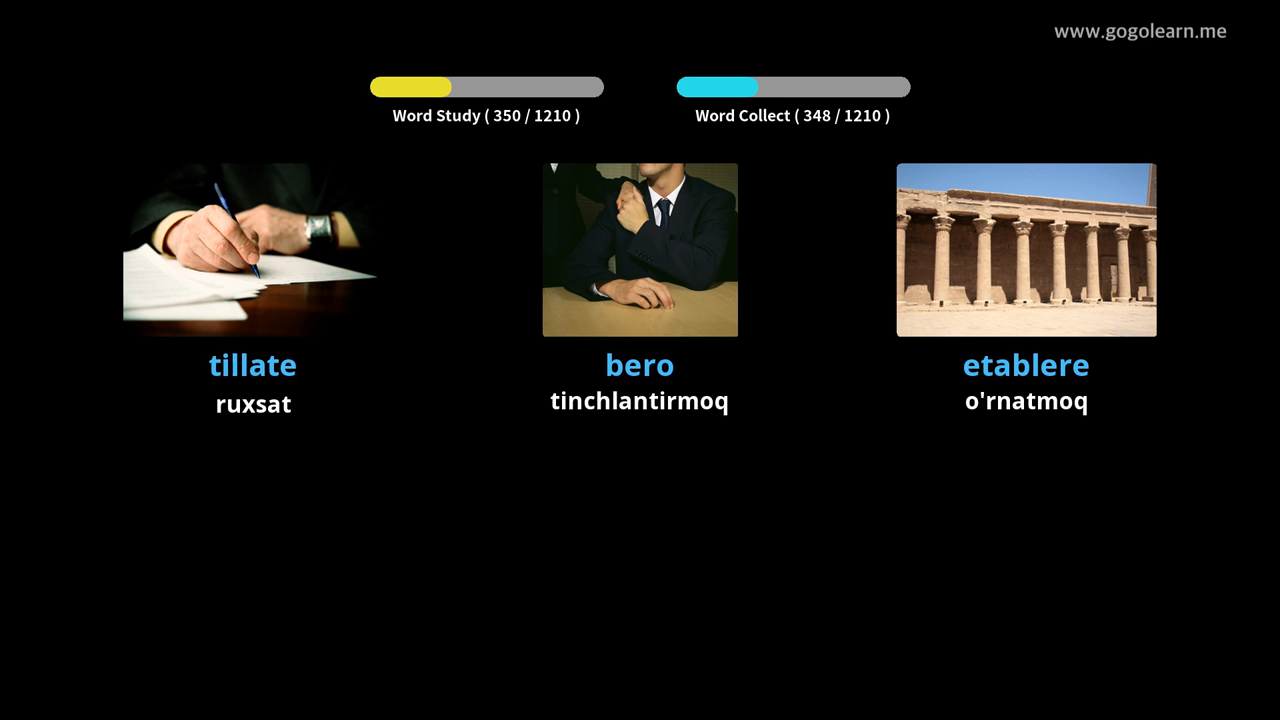 www.gogolearn.me
Word Study ( 350 / 1210 )
Word Collect ( 348 / 1210 )
tillate
ruxsat
bero
tinchlantirmoq
etablere
o'rnatmoq